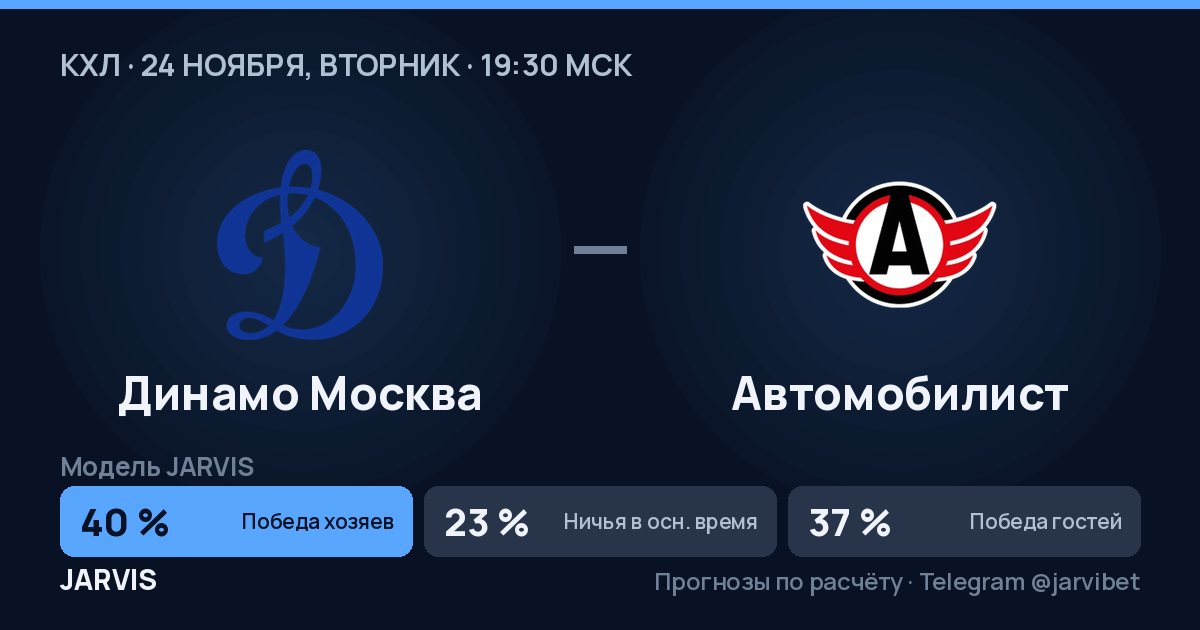 КХЛ · 24 НОЯБРЯ, ВТОРНИК · 19:30 МСК
А
Динамо Москва — Автомобилист
Модель JARVIS
40 % Победа хозяев
23 % Ничья в осн. время
37 % Победа гостей
JARVIS
Прогнозы по расчёту · Telegram @jarvibet